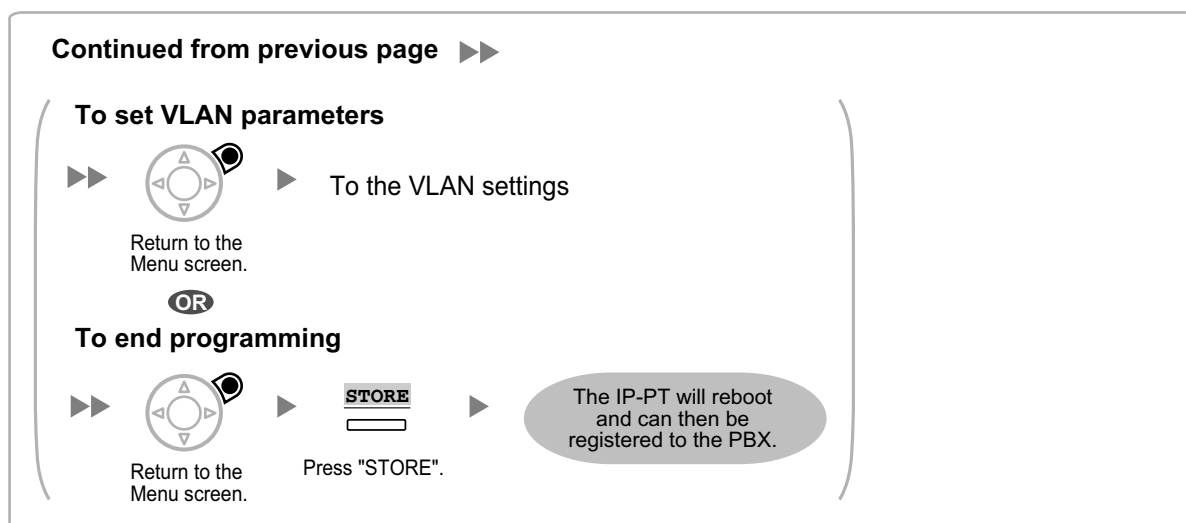 Continued from previous page
To set VLAN parameters
To the VLAN settings
Return to the
Menu screen.
OR
To end programming
STORE
The IP-PT will reboot
and can then be
registered to the PBX.
Return to the
Menu screen.
Press "STORE".